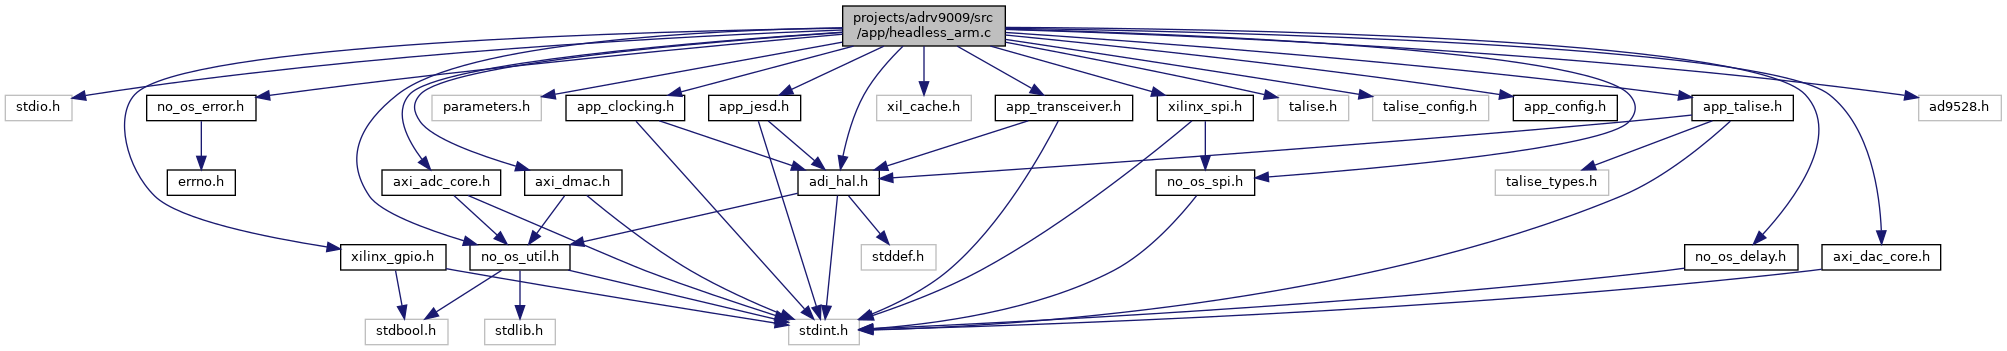 projects/adrv9009/src
/app/headless_arm.c
stdio.h
no_os_error.h
parameters.h
app_clocking.h
app_jesd.h
xil_cache.h
app_transceiver.h
xilinx_spi.h
talise.h
talise_config.h
app_config.h
app_talise.h
ad9528.h
errno.h
axi_adc_core.h
axi_dmac.h
adi_hal.h
no_os_spi.h
talise_types.h
xilinx_gpio.h
no_os_util.h
stddef.h
no_os_delay.h
axi_dac_core.h
stdbool.h
stdlib.h
stdint.h